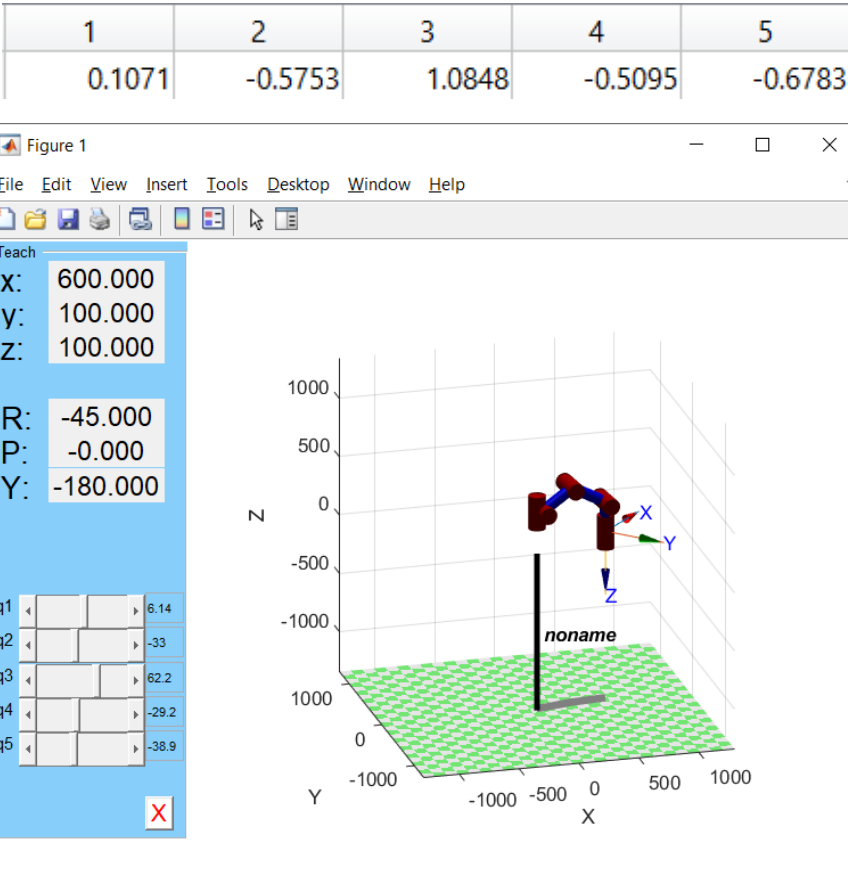 1 2 3 4 5
0.1071 -0.5753 1.0848 -0.5095 -0.6783
Figure 1
File Edit View Insert Tools Desktop Window Help
Teach
x: 600.000
y: 100.000
z: 100.000
R: -45.000
P: -0.000
Y: -180.000
q1 6.14
q2 -33
q3 62.2
q4 -29.2
q5 -38.9
X
1000
500
0
-500
-1000
Z
X
Y
Z
noname
1000
0
-1000
Y
-1000 -500 0 500 1000
X